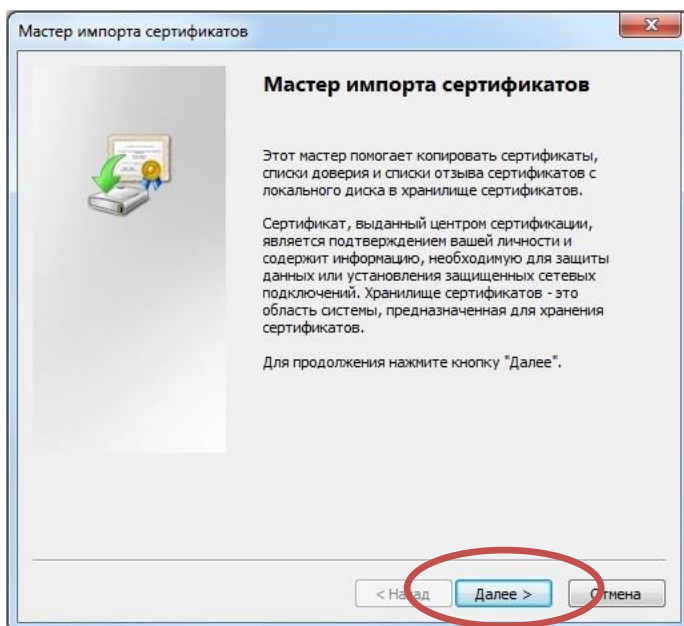 Мастер импорта сертификатов
Мастер импорта сертификатов
Этот мастер помогает копировать сертификаты,
списки доверия и списки отзыва сертификатов с
локального диска в хранилище сертификатов.
Сертификат, выданный центром сертификации,
является подтверждением вашей личности и
содержит информацию, необходимую для защиты
данных или установления защищенных сетевых
подключений. Хранилище сертификатов - это
область системы, предназначенная для хранения
сертификатов.
Для продолжения нажмите кнопку "Далее".
< Назад Далее > Отмена